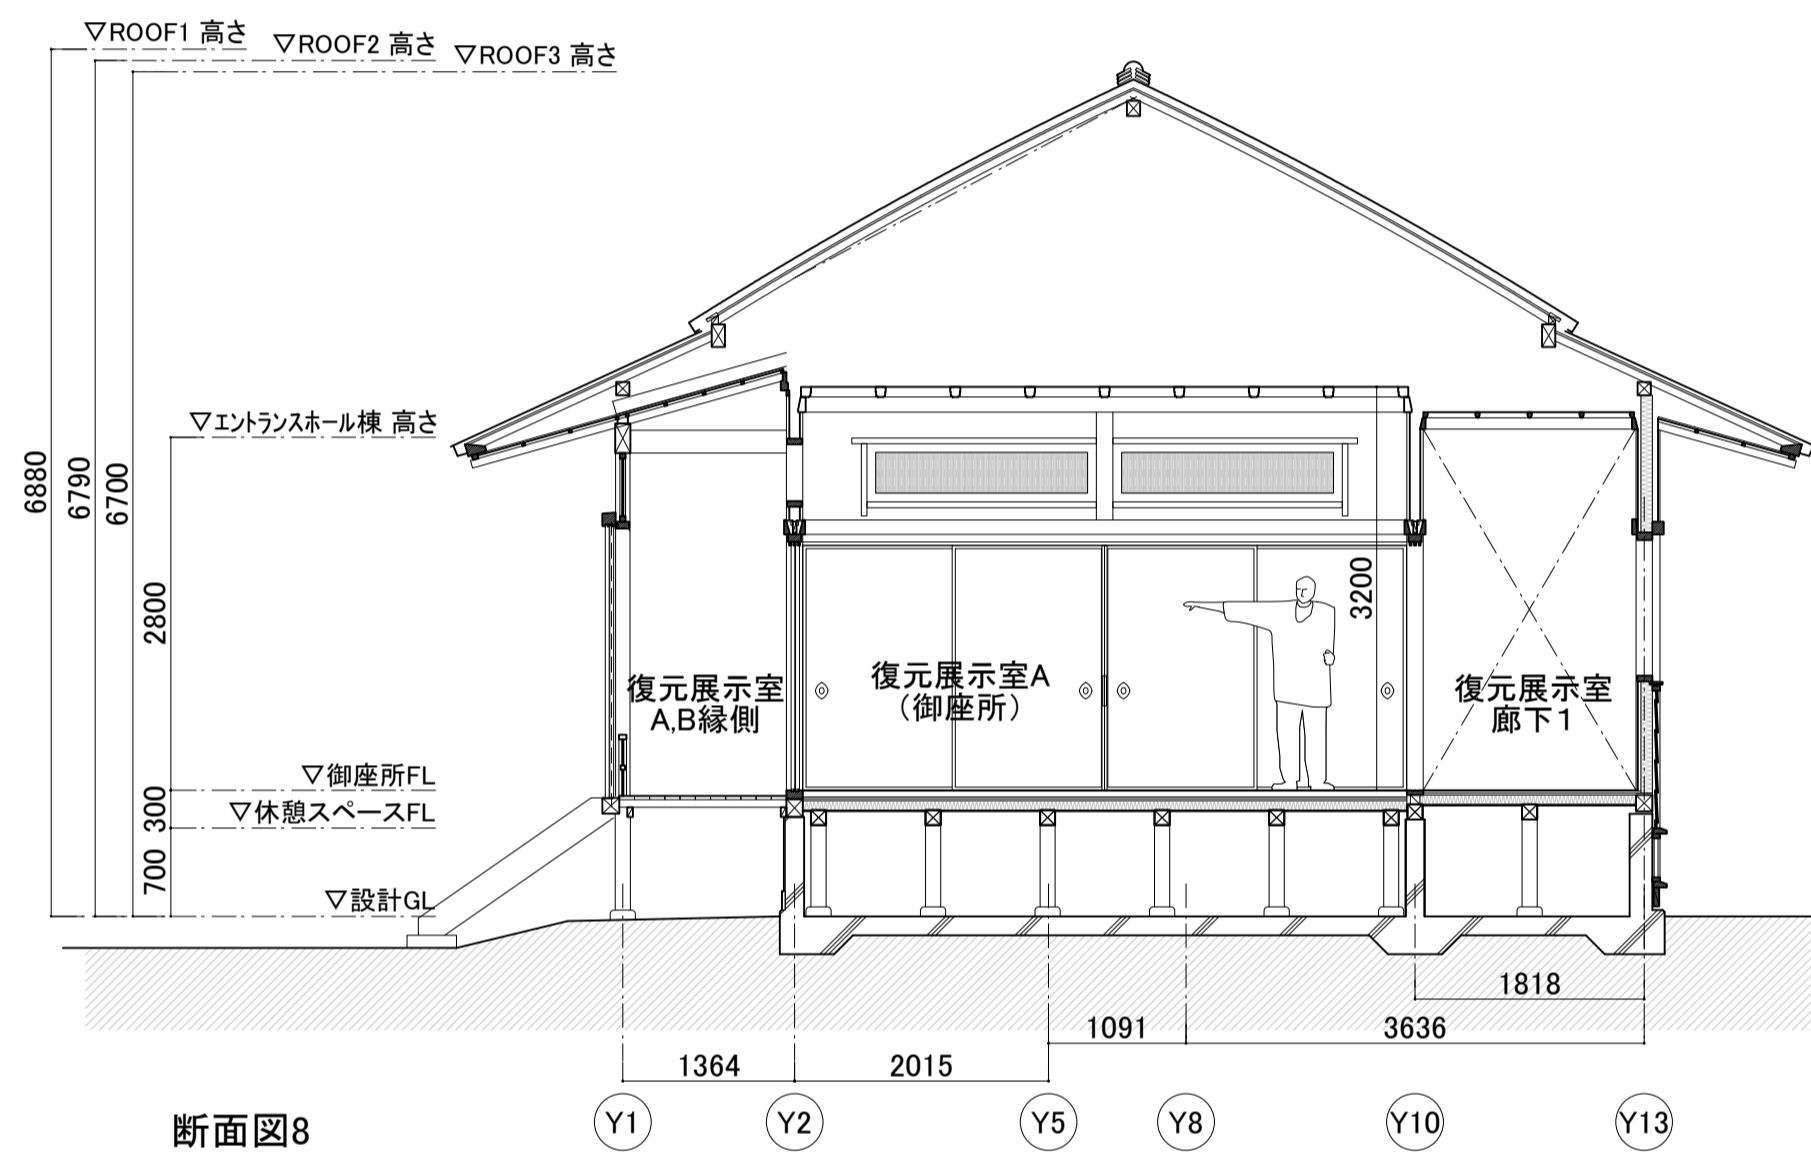 ▽ROOF1 高さ
▽ROOF2 高さ
▽ROOF3 高さ
▽エントランスホール棟 高さ
6880
6790
6700
2800
3200
復元展示室
A,B縁側
復元展示室A
（御座所）
復元展示室
廊下1
▽御座所FL
300
▽休憩スペースFL
700
▽設計GL
1818
1091
3636
1364
2015
断面図8
Y1
Y2
Y5
Y8
Y10
Y13